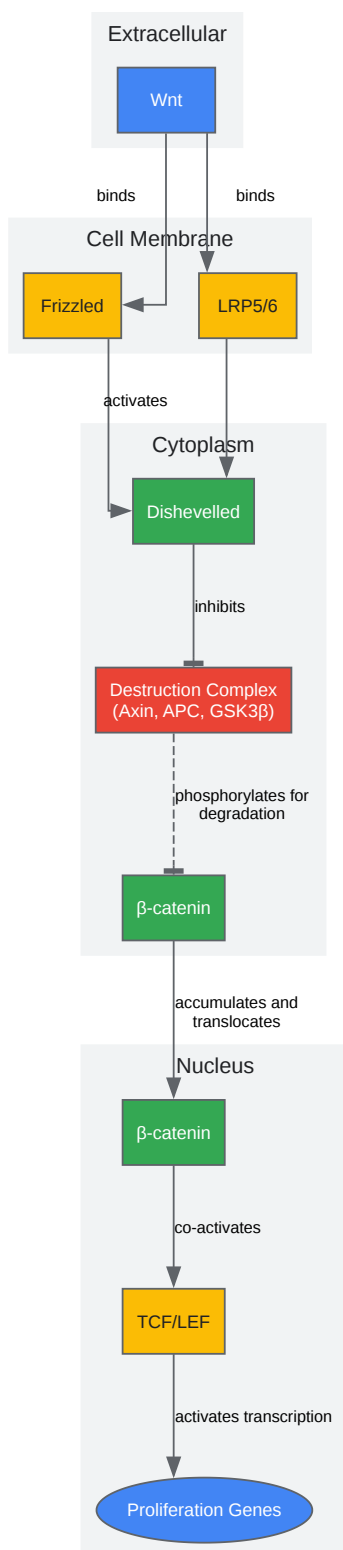 Extracellular
Wnt
binds
binds
Cell Membrane
Frizzled
LRP5/6
activates
Cytoplasm
Dishevelled
inhibits
Destruction Complex
(Axin, APC, GSK3β)
phosphorylates for
degradation
β-catenin
accumulates and
translocates
Nucleus
β-catenin
co-activates
TCF/LEF
activates transcription
Proliferation Genes